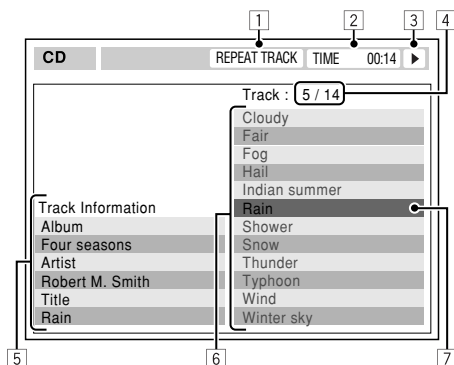 1 2 3 4
CD REPEAT TRACK TIME 00:14
Track : 5 / 14
Cloudy
Fair
Fog
Hail
Indian summer
Rain
Shower
Snow
Thunder
Typhoon
Wind
Winter sky
Track Information
Album
Four seasons
Artist
Robert M. Smith
Title
Rain
5 6 7